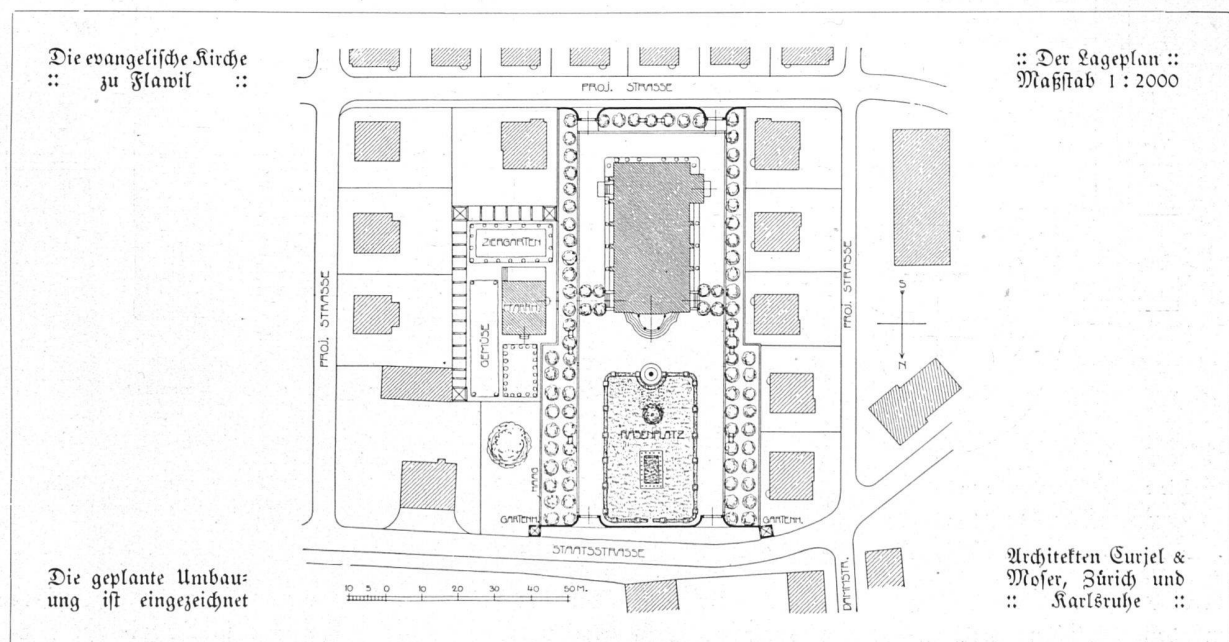 Die evangelische Kirche
:: zu Flawil ::
:: Der Lageplan ::
Maßstab 1 : 2000
PROJ. STRASSE
ZIERGARTEN
GEMÜSE
PROJ. STRASSE
PROJ. STRASSE
S
N
RASENPLATZ
HAAG
GARTENH.
GARTENH.
STAATSSTRASSE
DAMMSTR.
10 5 0 10 20 30 40 50 M.
Die geplante Umbau=
ung ist eingezeichnet
Architekten Curjel &
Moser, Zürich und
:: Karlsruhe ::